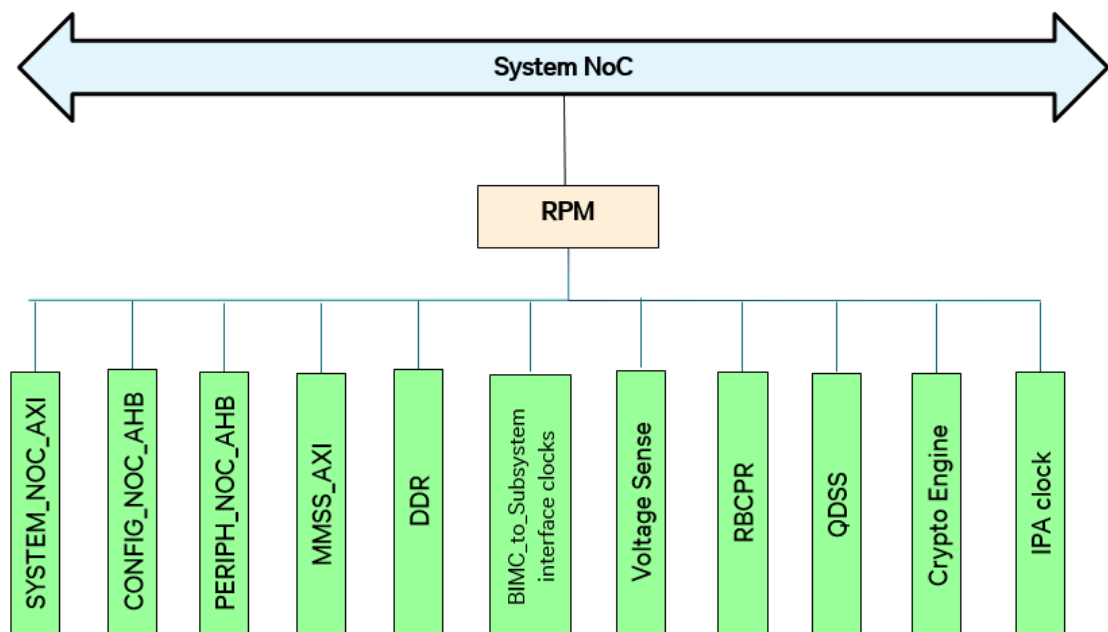 System NoC
RPM
SYSTEM_NOC_AXI
CONFIG_NOC_AHB
PERIPH_NOC_AHB
MMSS_AXI
DDR
BIMC_to_Subsystem
interface clocks
Voltage Sense
RBCPR
QDSS
Crypto Engine
IPA clock